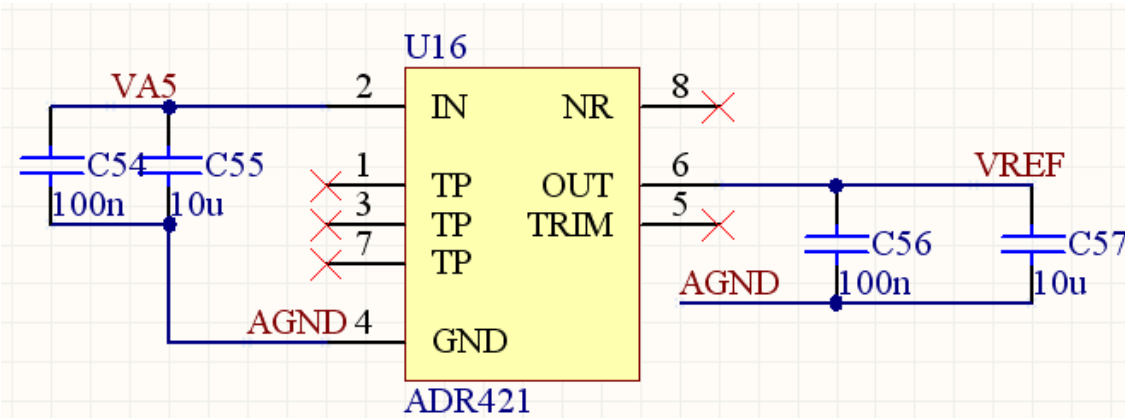 U16
VA5
2
IN
NR
8
C54
C55
100n
10u
1
TP
OUT
6
VREF
3
TP
TRIM
5
7
TP
C56
C57
AGND
100n
10u
AGND
4
GND
ADR421